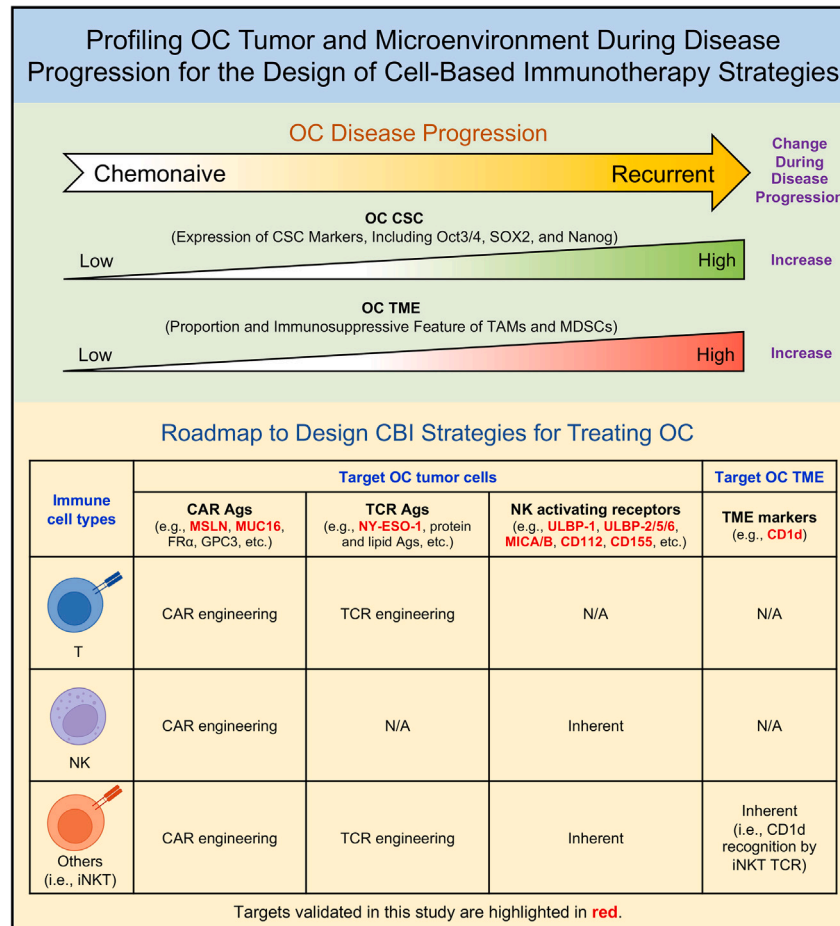 Profiling OC Tumor and Microenvironment During Disease
Progression for the Design of Cell-Based Immunotherapy Strategies
OC Disease Progression
Chemonaive
Recurrent
Change
During
Disease
Progression
OC CSC
(Expression of CSC Markers, Including Oct3/4, SOX2, and Nanog)
Low
High
Increase
OC TME
(Proportion and Immunosuppressive Feature of TAMs and MDSCs)
Low
High
Increase
Roadmap to Design CBI Strategies for Treating OC
Immune
cell types
Target OC tumor cells
Target OC TME
CAR Ags
(e.g., MSLN, MUC16,
FRα, GPC3, etc.)
TCR Ags
(e.g., NY-ESO-1, protein
and lipid Ags, etc.)
NK activating receptors
(e.g., ULBP-1, ULBP-2/5/6,
MICA/B, CD112, CD155, etc.)
TME markers
(e.g., CD1d)
T
CAR engineering
TCR engineering
N/A
N/A
NK
CAR engineering
N/A
Inherent
N/A
Others
(i.e., iNKT)
CAR engineering
TCR engineering
Inherent
Inherent
(i.e., CD1d
recognition by
iNKT TCR)
Targets validated in this study are highlighted in red.